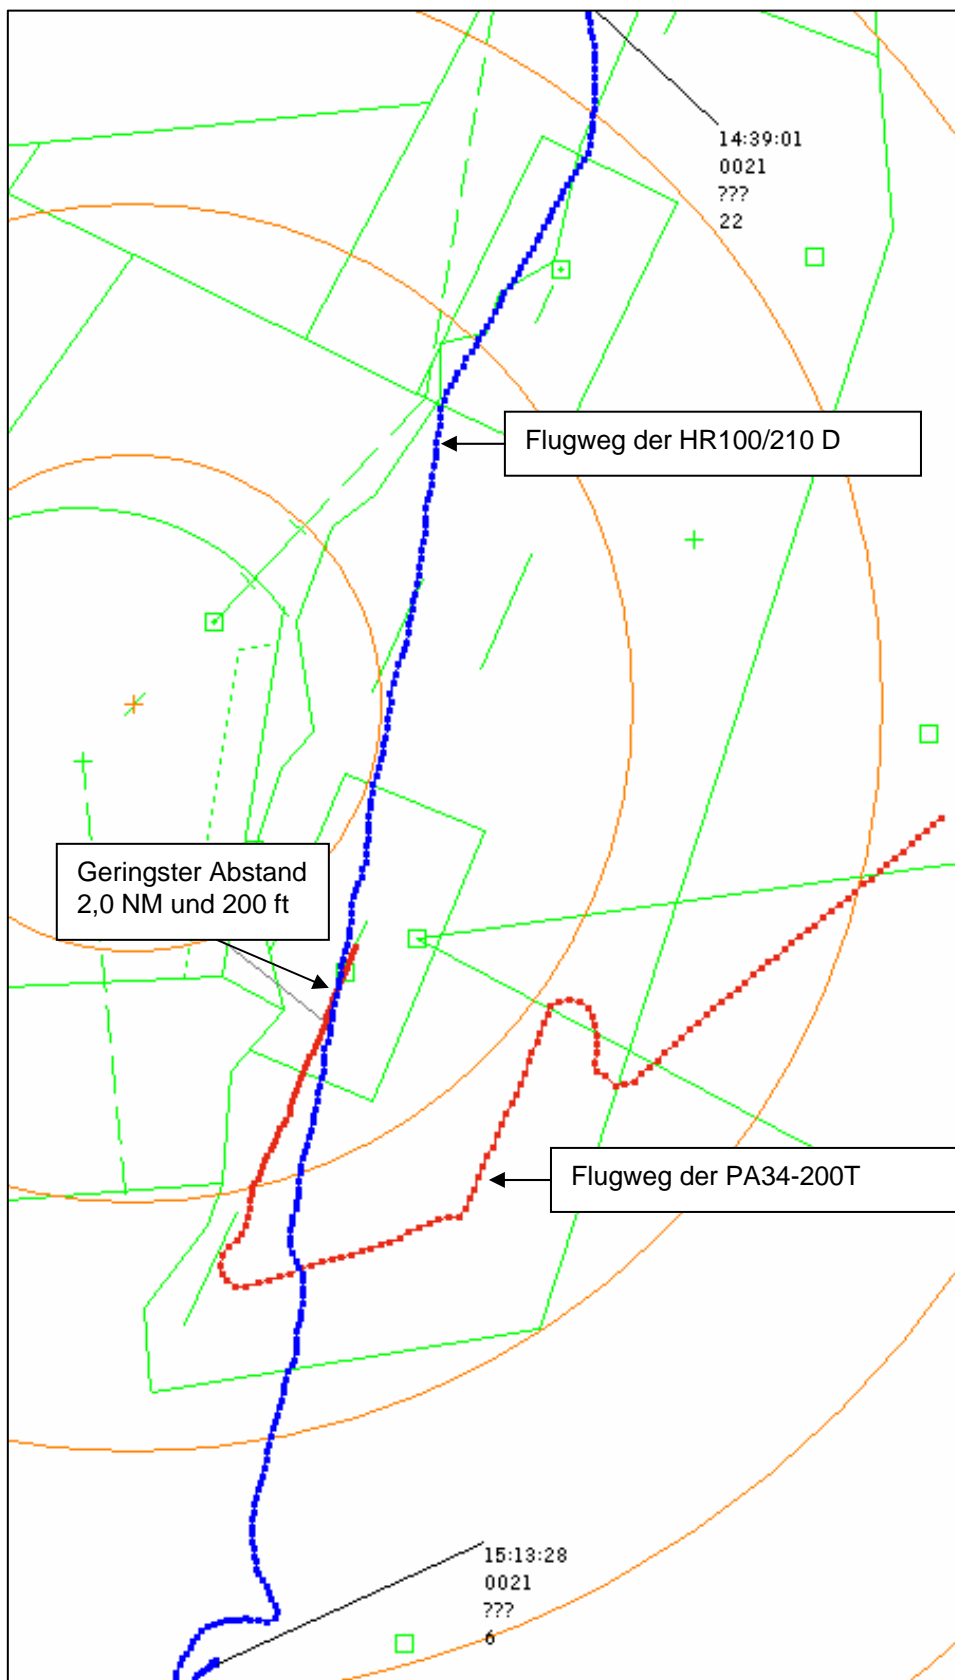 14:39:01
0021
???
22
Flugweg der HR100/210 D
Geringster Abstand
2,0 NM und 200 ft
Flugweg der PA34-200T
15:13:28
0021
???
6